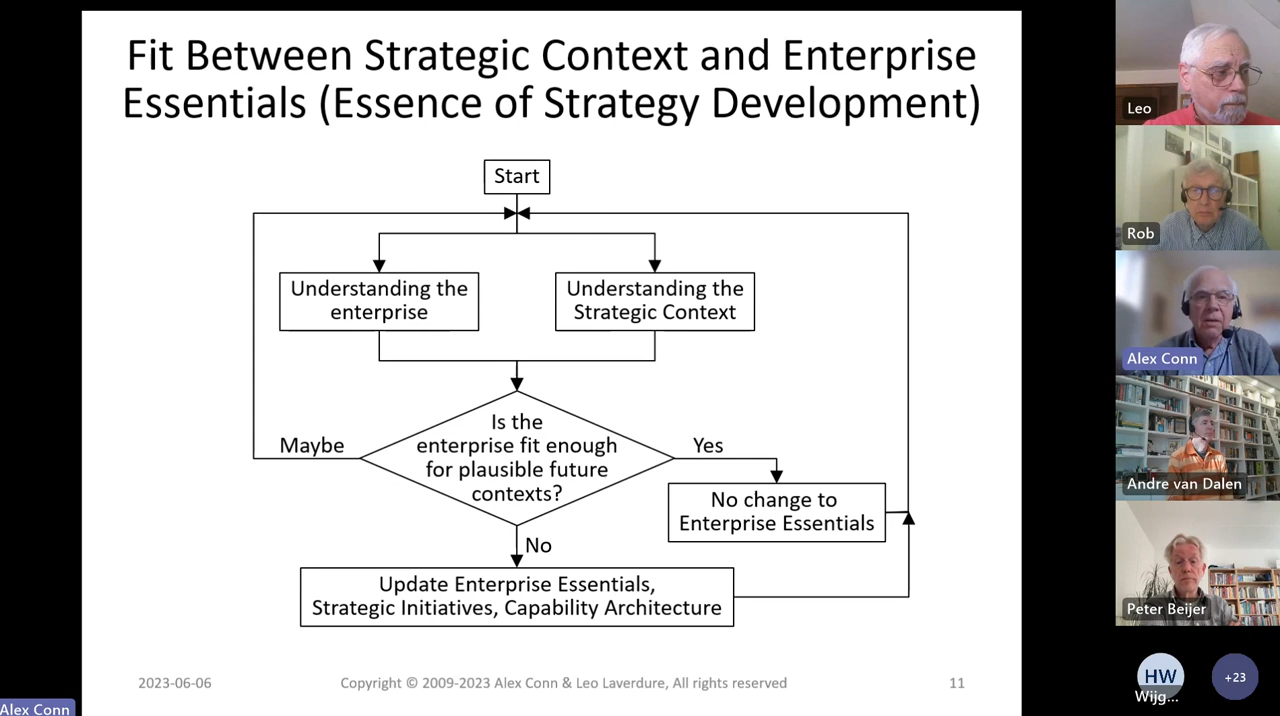 Fit Between Strategic Context and Enterprise
Essentials (Essence of Strategy Development)
Start
Understanding the
enterprise
Understanding the
Strategic Context
Is the
enterprise fit enough
for plausible future
contexts?
Maybe
Yes
No change to
Enterprise Essentials
No
Update Enterprise Essentials,
Strategic Initiatives, Capability Architecture
2023-06-06
Copyright © 2009-2023 Alex Conn & Leo Laverdure, All rights reserved
11
Alex Conn
Leo
Rob
Alex Conn
Andre van Dalen
Peter Beijer
HW
Wijg...
+23